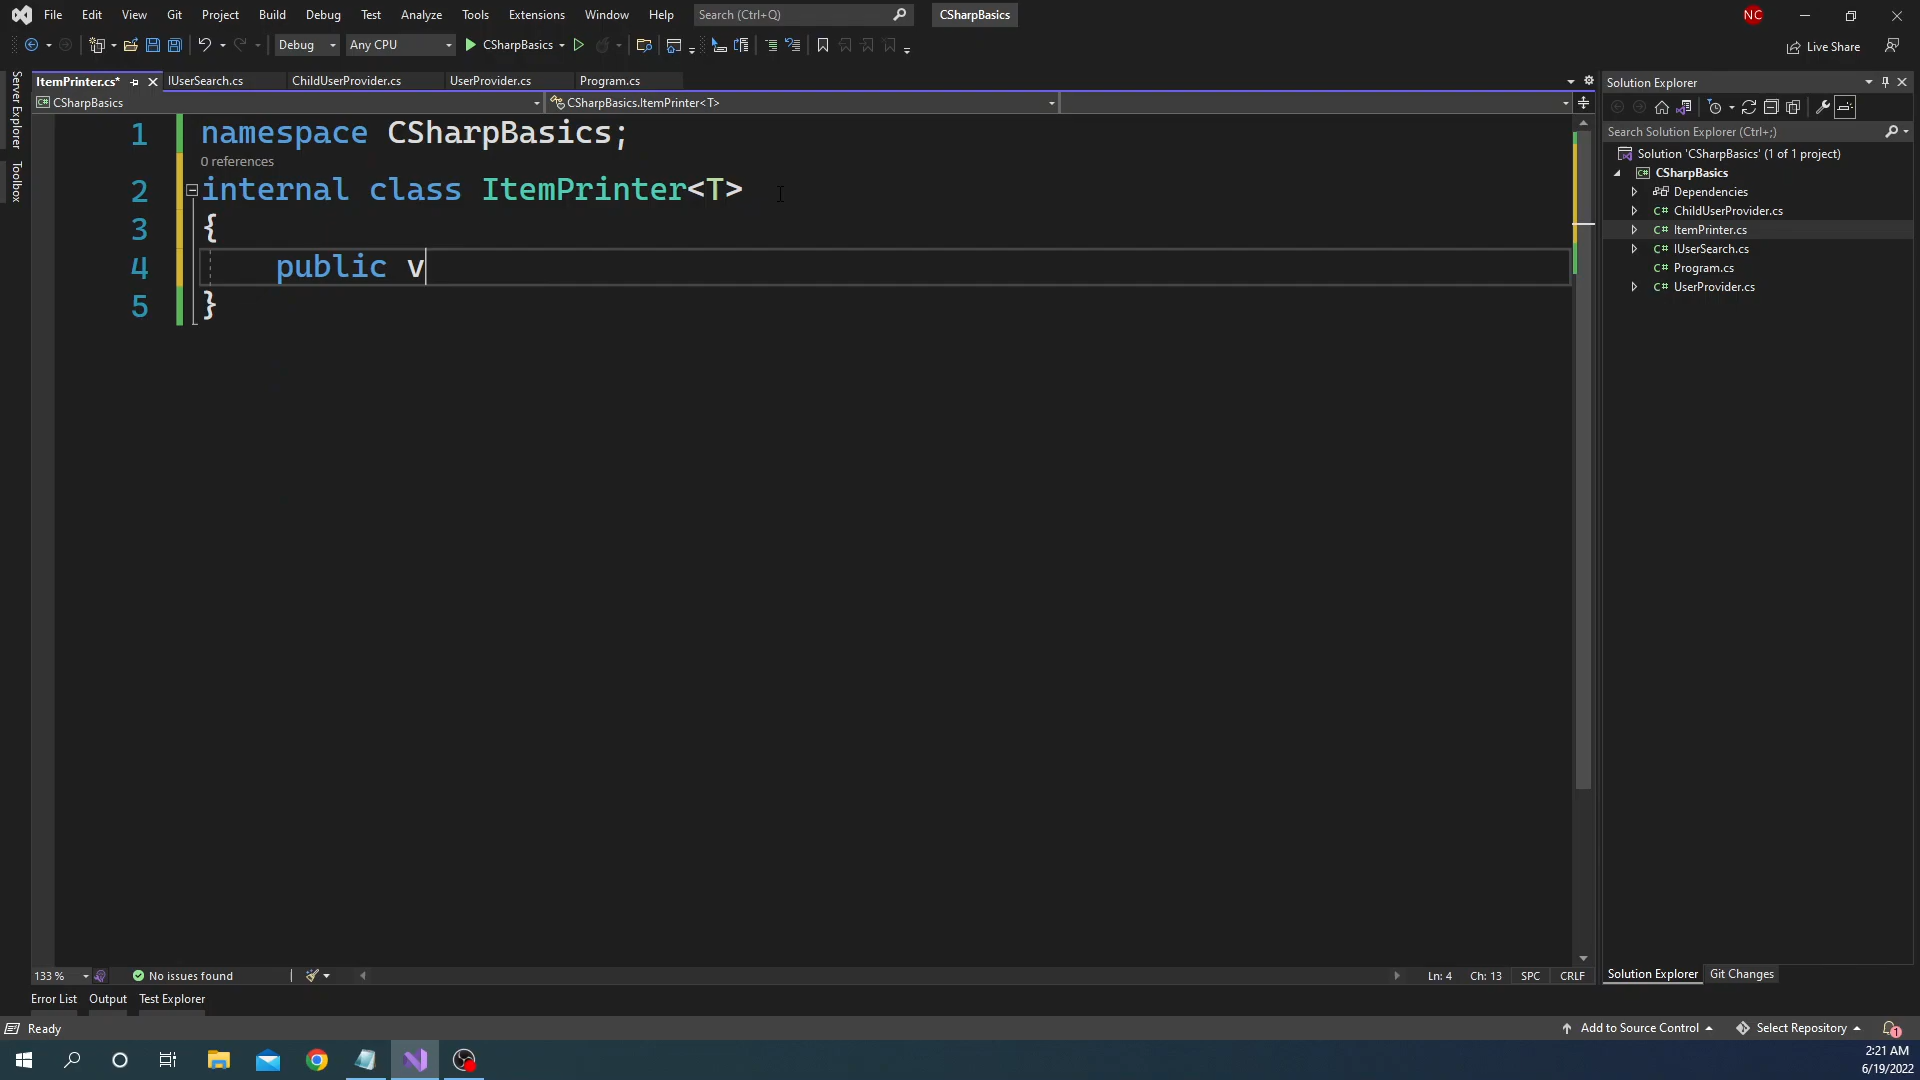 File Edit View Git Project Build Debug Test Analyze Tools Extensions Window Help Search (Ctrl+Q) CSharpBasics NC
Debug Any CPU CSharpBasics Live Share
ItemPrinter.cs* IUserSearch.cs ChildUserProvider.cs UserProvider.cs Program.cs
CSharpBasics CSharpBasics.ItemPrinter<T>
Server Explorer
Toolbox
1 namespace CSharpBasics;
0 references
2 internal class ItemPrinter<T>
3 {
4 public v
5 }
Solution Explorer
Search Solution Explorer (Ctrl+;)
Solution 'CSharpBasics' (1 of 1 project)
C# CSharpBasics
Dependencies
C# ChildUserProvider.cs
C# ItemPrinter.cs
C# IUserSearch.cs
C# Program.cs
C# UserProvider.cs
133 % No issues found Ln: 4 Ch: 13 SPC CRLF
Solution Explorer Git Changes
Error List Output Test Explorer
Ready Add to Source Control Select Repository 1
2:21 AM
6/19/2022